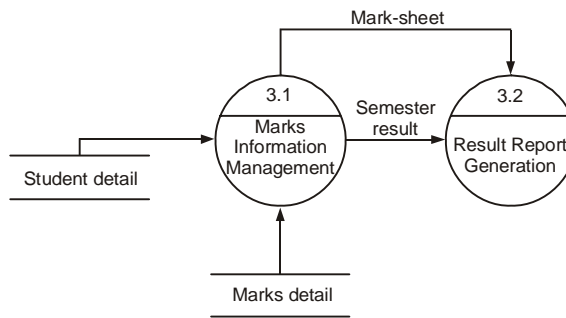 Mark-sheet
3.1
Marks
Information
Management
Semester
result
3.2
Result Report
Generation
Student detail
Marks detail